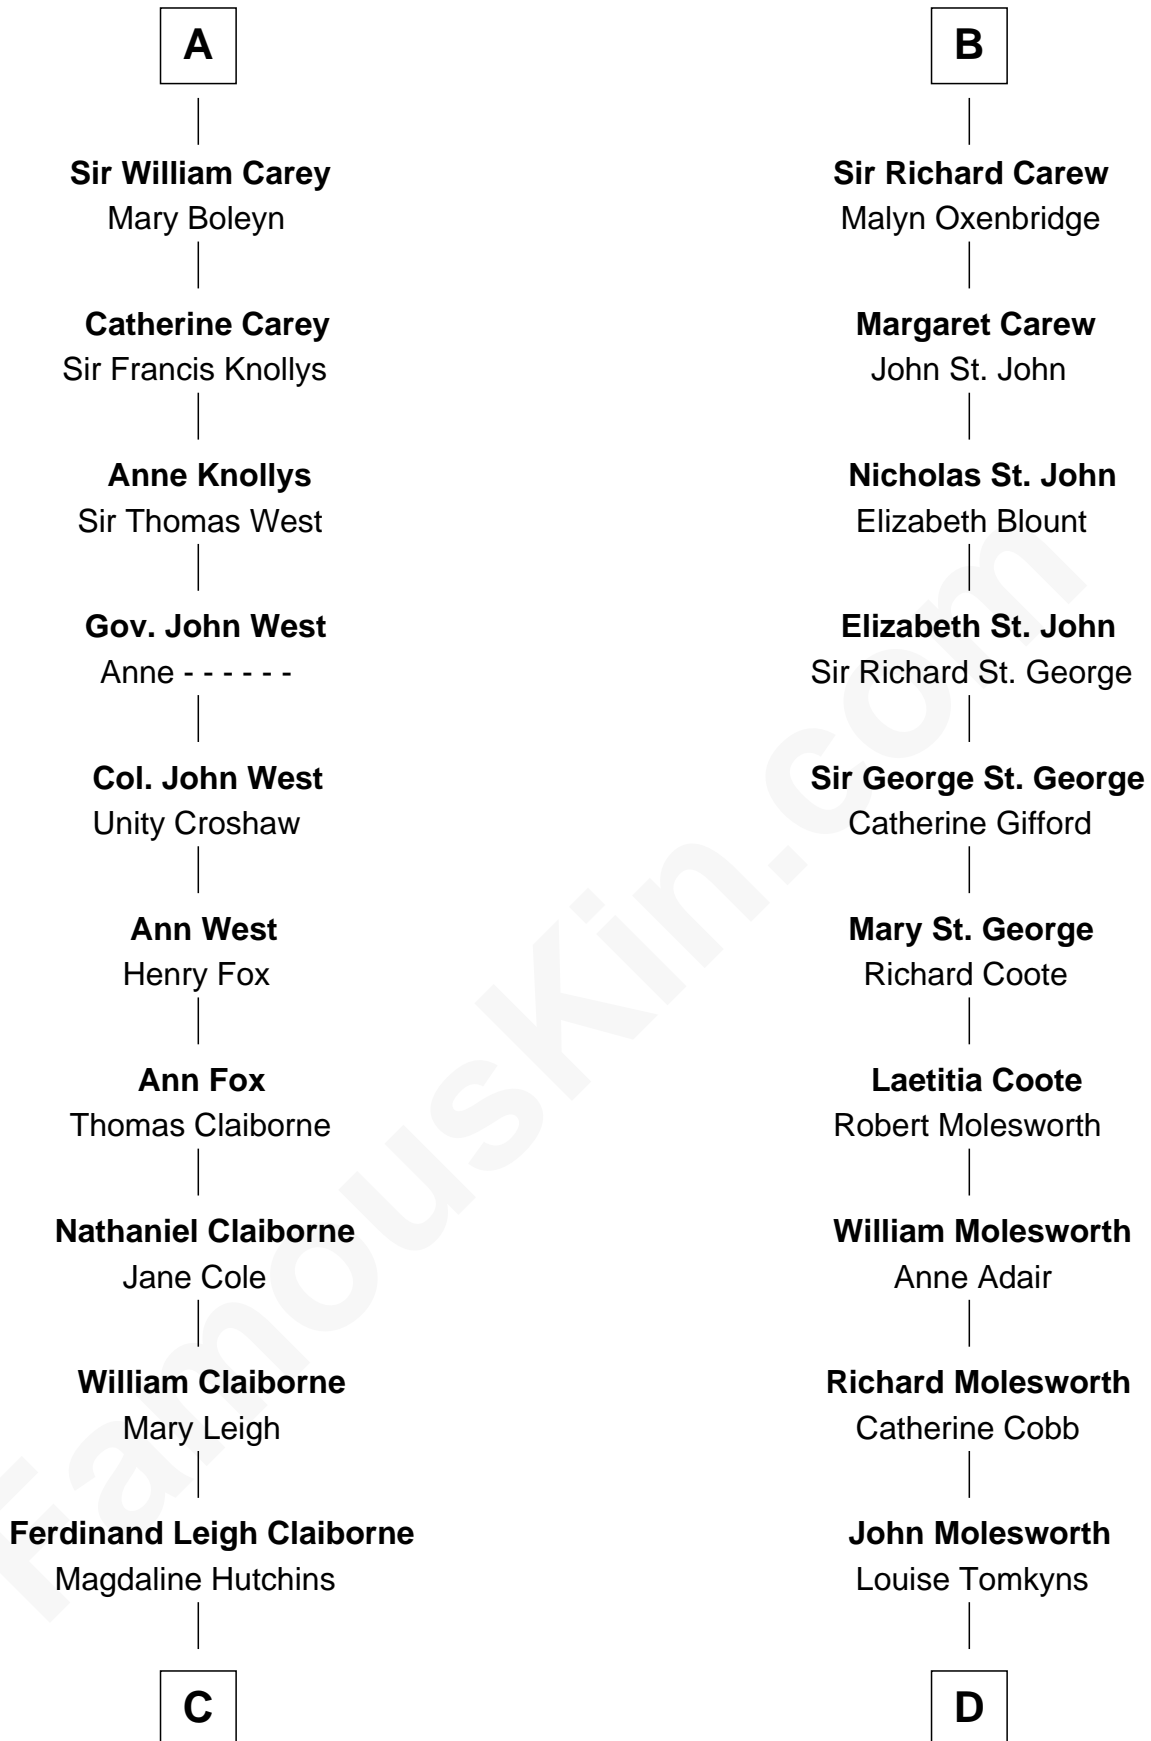 A
Sir William Carey
Mary Boleyn
Catherine Carey
Sir Francis Knollys
Anne Knollys
Sir Thomas West
Gov. John West
Anne - - - - - -
Col. John West
Unity Croshaw
Ann West
Henry Fox
Ann Fox
Thomas Claiborne
Nathaniel Claiborne
Jane Cole
William Claiborne
Mary Leigh
Ferdinand Leigh Claiborne
Magdaline Hutchins
C
B
Sir Richard Carew
Malyn Oxenbridge
Margaret Carew
John St. John
Nicholas St. John
Elizabeth Blount
Elizabeth St. John
Sir Richard St. George
Sir George St. George
Catherine Gifford
Mary St. George
Richard Coote
Laetitia Coote
Robert Molesworth
William Molesworth
Anne Adair
Richard Molesworth
Catherine Cobb
John Molesworth
Louise Tomkyns
D
FamousKin.com